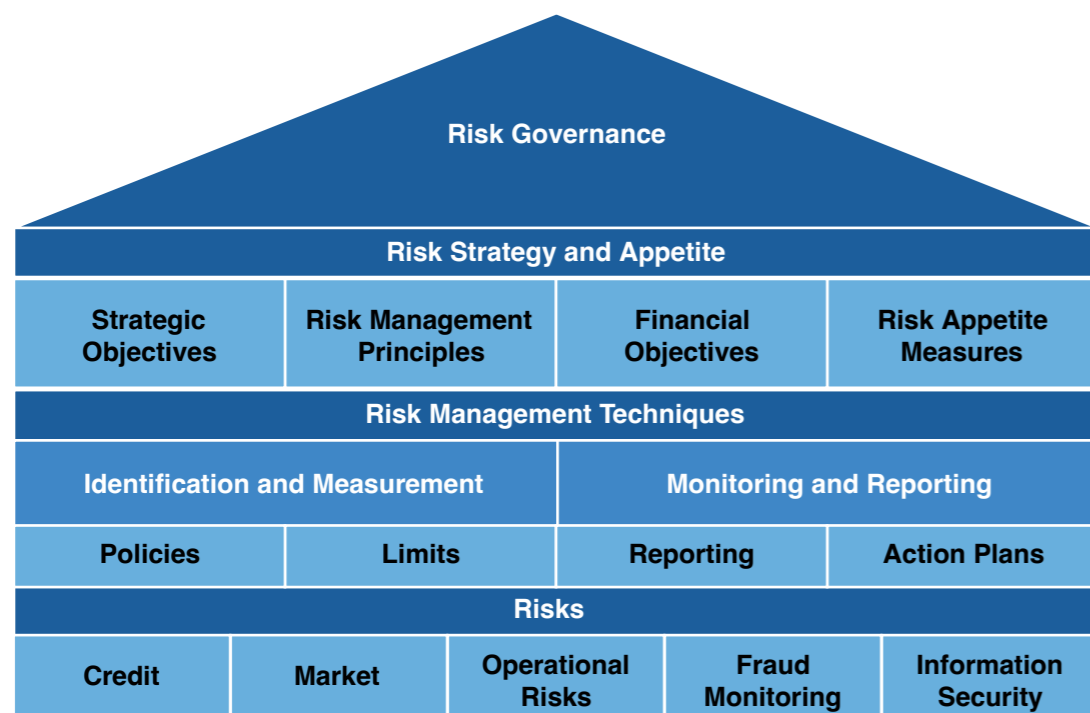 Risk Governance
Risk Strategy and Appetite
Strategic
Objectives
Risk Management
Principles
Financial
Objectives
Risk Appetite
Measures
Risk Management Techniques
Identification and Measurement
Monitoring and Reporting
Policies
Limits
Reporting
Action Plans
Risks
Credit
Market
Operational
Risks
Fraud
Monitoring
Information
Security